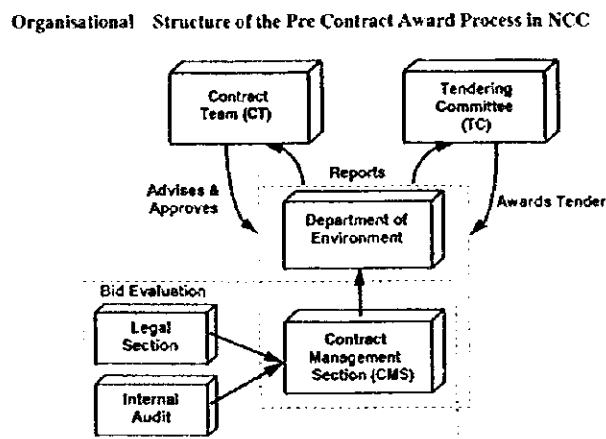 Organisational Structure of the Pre Contract Award Process in NCC
Contract
Team (CT)
Tendering
Committee
(TC)
Reports
Advises &
Approves
Awards Tender
Department of
Environment
Bid Evaluation
Legal
Section
Contract
Management
Section (CMS)
Internal
Audit